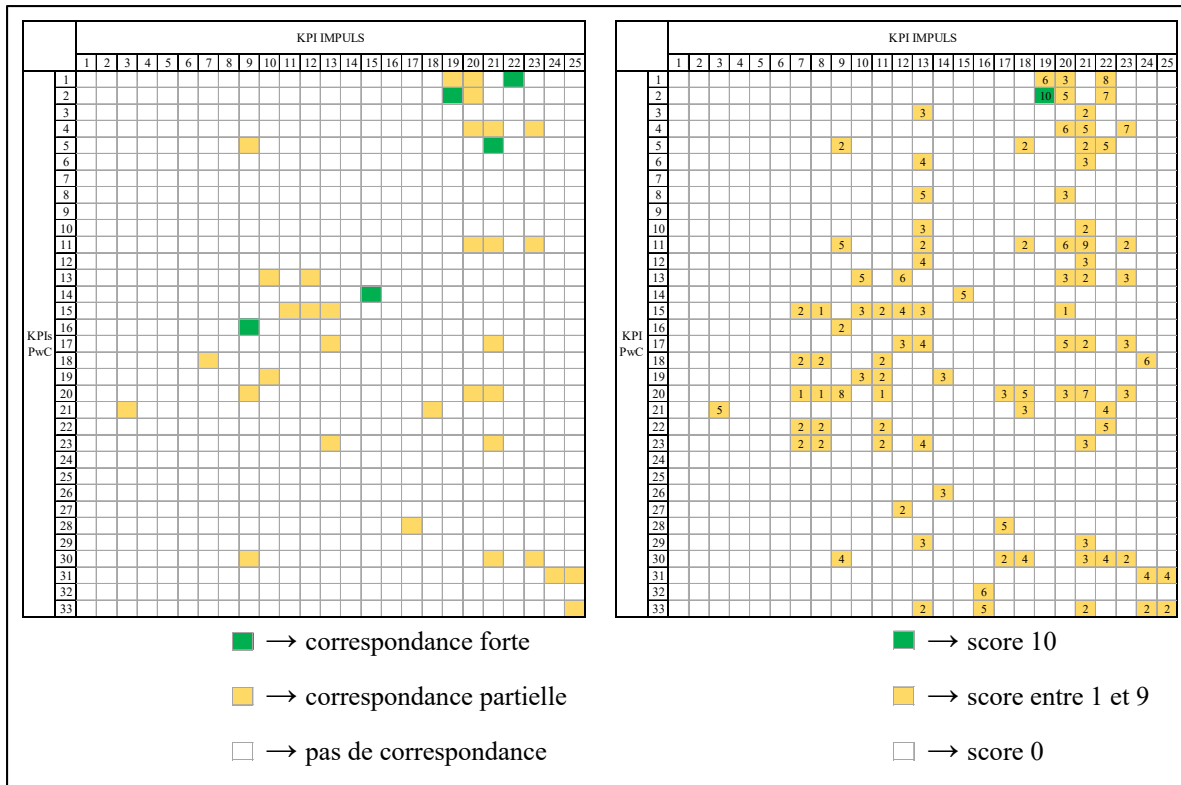 KPI IMPULS
1 2 3 4 5 6 7 8 9 10 11 12 13 14 15 16 17 18 19 20 21 22 23 24 25
KPIs
PwC
1
2
3
4
5
6
7
8
9
10
11
12
13
14
15
16
17
18
19
20
21
22
23
24
25
26
27
28
29
30
31
32
33
→ correspondance forte
→ correspondance partielle
→ pas de correspondance
KPI IMPULS
1 2 3 4 5 6 7 8 9 10 11 12 13 14 15 16 17 18 19 20 21 22 23 24 25
KPI
PwC
1 6 3 8
2 10 5 7
3 3 2
4 6 5 7
5 2 2 2 5
6 4 3
7
8 5 3
9
10 3 2
11 5 2 2 6 9 2
12 4 3
13 5 6 3 2 3
14 5
15 2 1 3 2 4 3 1
16 2
17 3 4 5 2 3
18 2 2 2 6
19 3 2 3
20 1 1 8 1 3 5 3 7 3
21 5 3 4
22 2 2 2 5
23 2 2 2 4 3
24
25
26 3
27 2
28 5
29 3 3
30 4 2 4 3 4 2
31 4 4
32 6
33 2 5 2 2 2
→ score 10
→ score entre 1 et 9
→ score 0